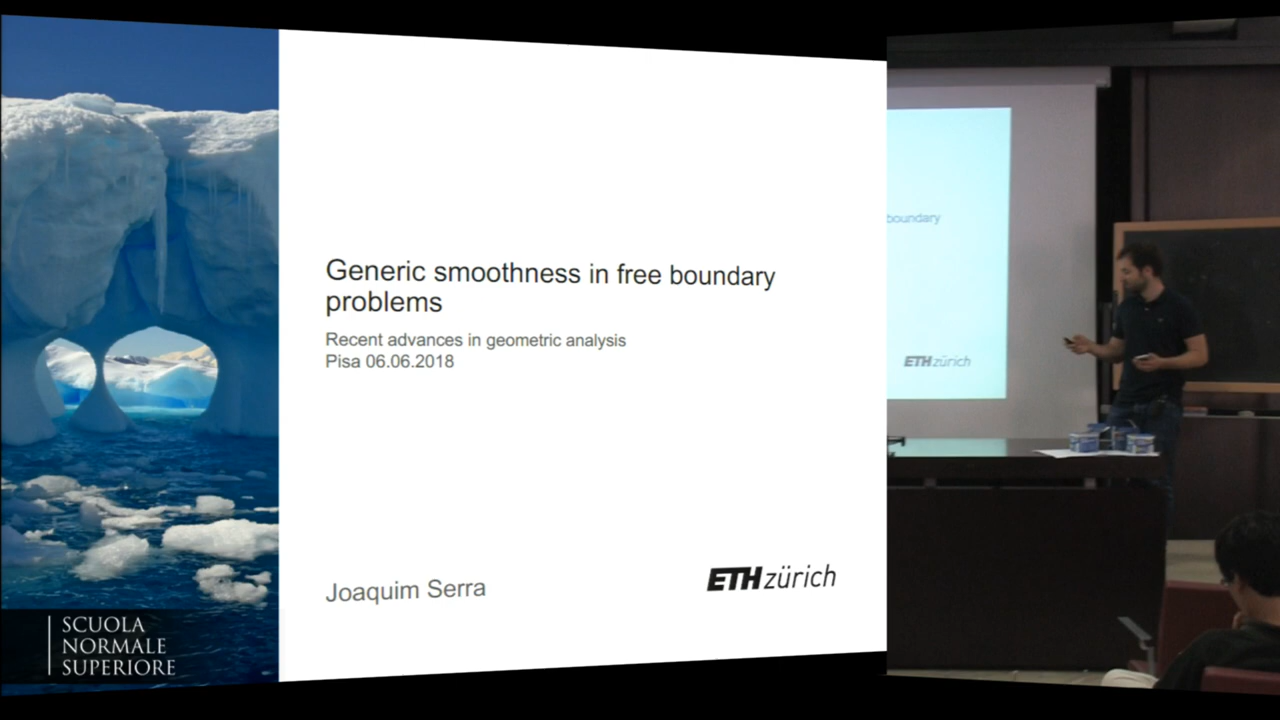 Generic smoothness in free boundary
problems
Recent advances in geometric analysis
Pisa 06.06.2018
Joaquim Serra
ETH zürich
SCUOLA
NORMALE
SUPERIORE
boundary
ETH zürich